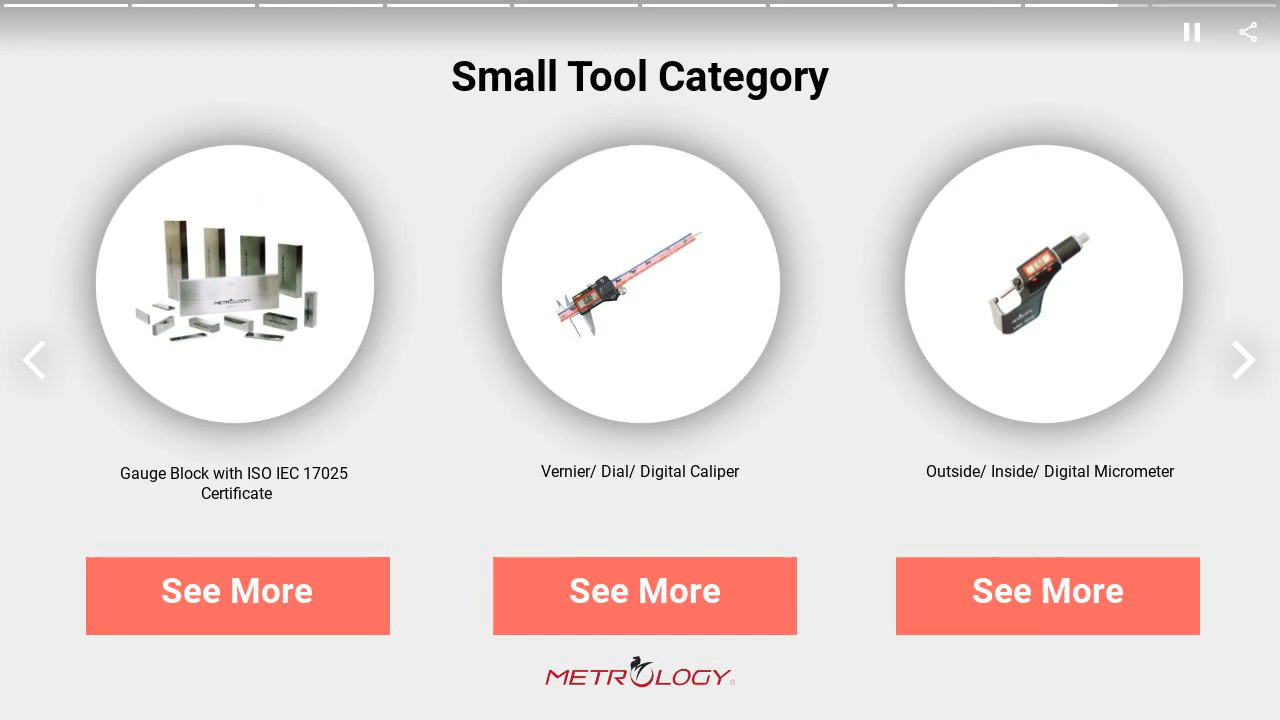 Small Tool Category
METROLOGY
Gauge Block with ISO IEC 17025
Certificate
Vernier/ Dial/ Digital Caliper
Outside/ Inside/ Digital Micrometer
See More
See More
See More
METROLOGY®